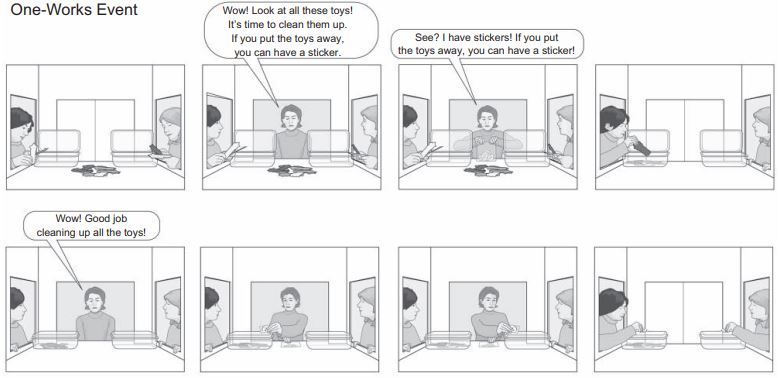 One-Works Event
Wow! Look at all these toys!
It's time to clean them up.
If you put the toys away,
you can have a sticker.
See? I have stickers! If you put
the toys away, you can have a sticker!
Wow! Good job
cleaning up all the toys!